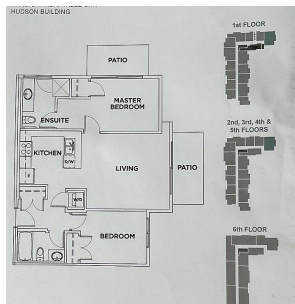 HUDSON BUILDING
1st FLOOR
PATIO
MASTER
BEDROOM
ENSUITE
2nd, 3rd, 4th &
5th FLOORS
KITCHEN
D/W
LIVING
PATIO
W/D
BEDROOM
6th FLOOR